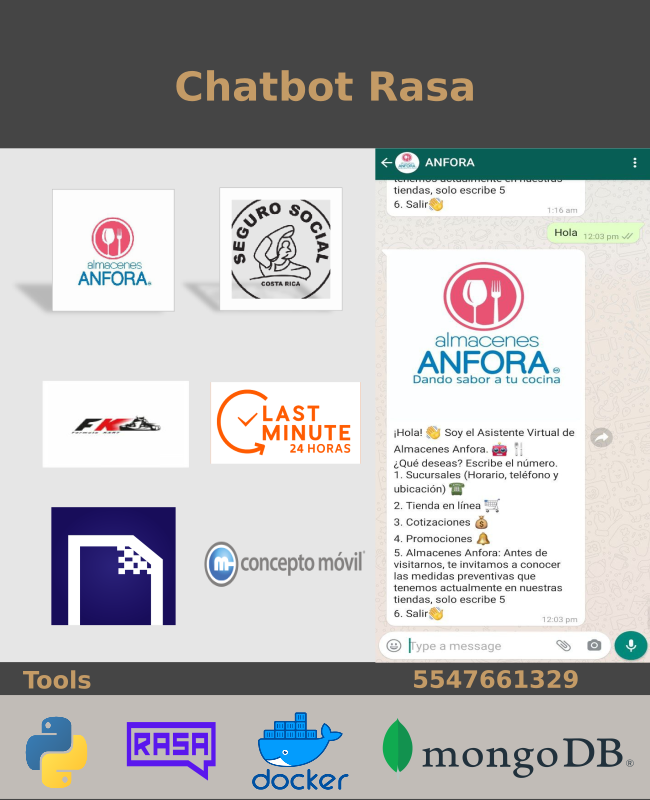 Chatbot Rasa
almacenes
ANFORA®
SEGURO SOCIAL
COSTA RICA
FK
LAST
MINUTE
24 HORAS
concepto móvil
ANFORA
tiendas, solo escribe 5
6. Salir👋
1:16 am
Hola 12:03 pm
almacenes
ANFORA®
Dando sabor a tu cocina
¡Hola! 👋 Soy el Asistente Virtual de
Almacenes Anfora. 🤖 🍴
¿Qué deseas? Escribe el número.
1. Sucursales (Horario, teléfono y
ubicación) ☎️
2. Tienda en línea 🛒
3. Cotizaciones 💰
4. Promociones 🔔
5. Almacenes Anfora: Antes de
visitarnos, te invitamos a conocer
las medidas preventivas que
tenemos actualmente en nuestras
tiendas, solo escribe 5
6. Salir👋
12:03 pm
Type a message
Tools
5547661329
RASA
docker
mongoDB®